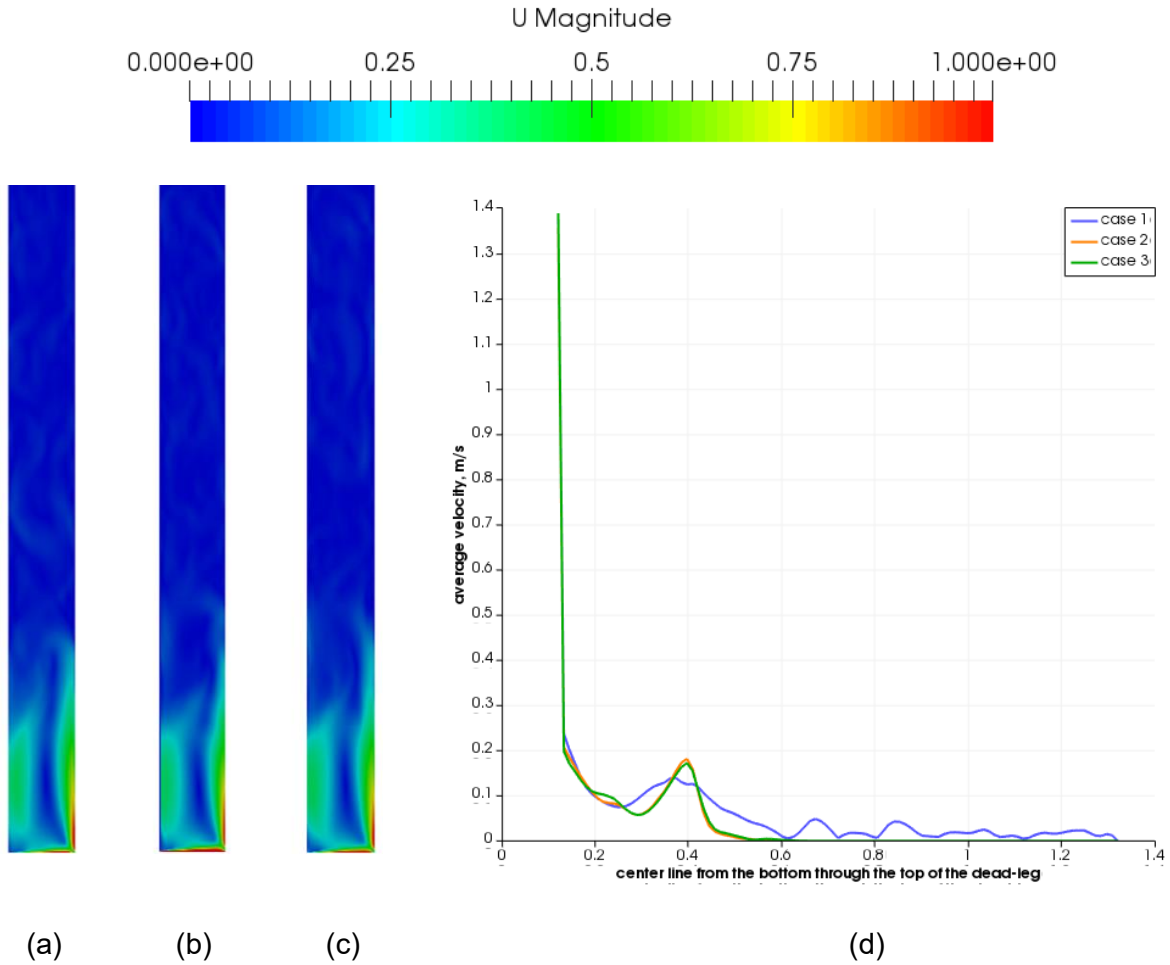 U Magnitude
0.000e+00 0.25 0.5 0.75 1.000e+00
1.4
1.3
1.2
1.1
1
0.9
0.8
0.7
0.6
0.5
0.4
0.3
0.2
0.1
0
average velocity, m/s
case 1
case 2
case 3
0 0.2 0.4 0.6 0.8 1 1.2 1.4
center line from the bottom through the top of the dead-leg
(a) (b) (c) (d)